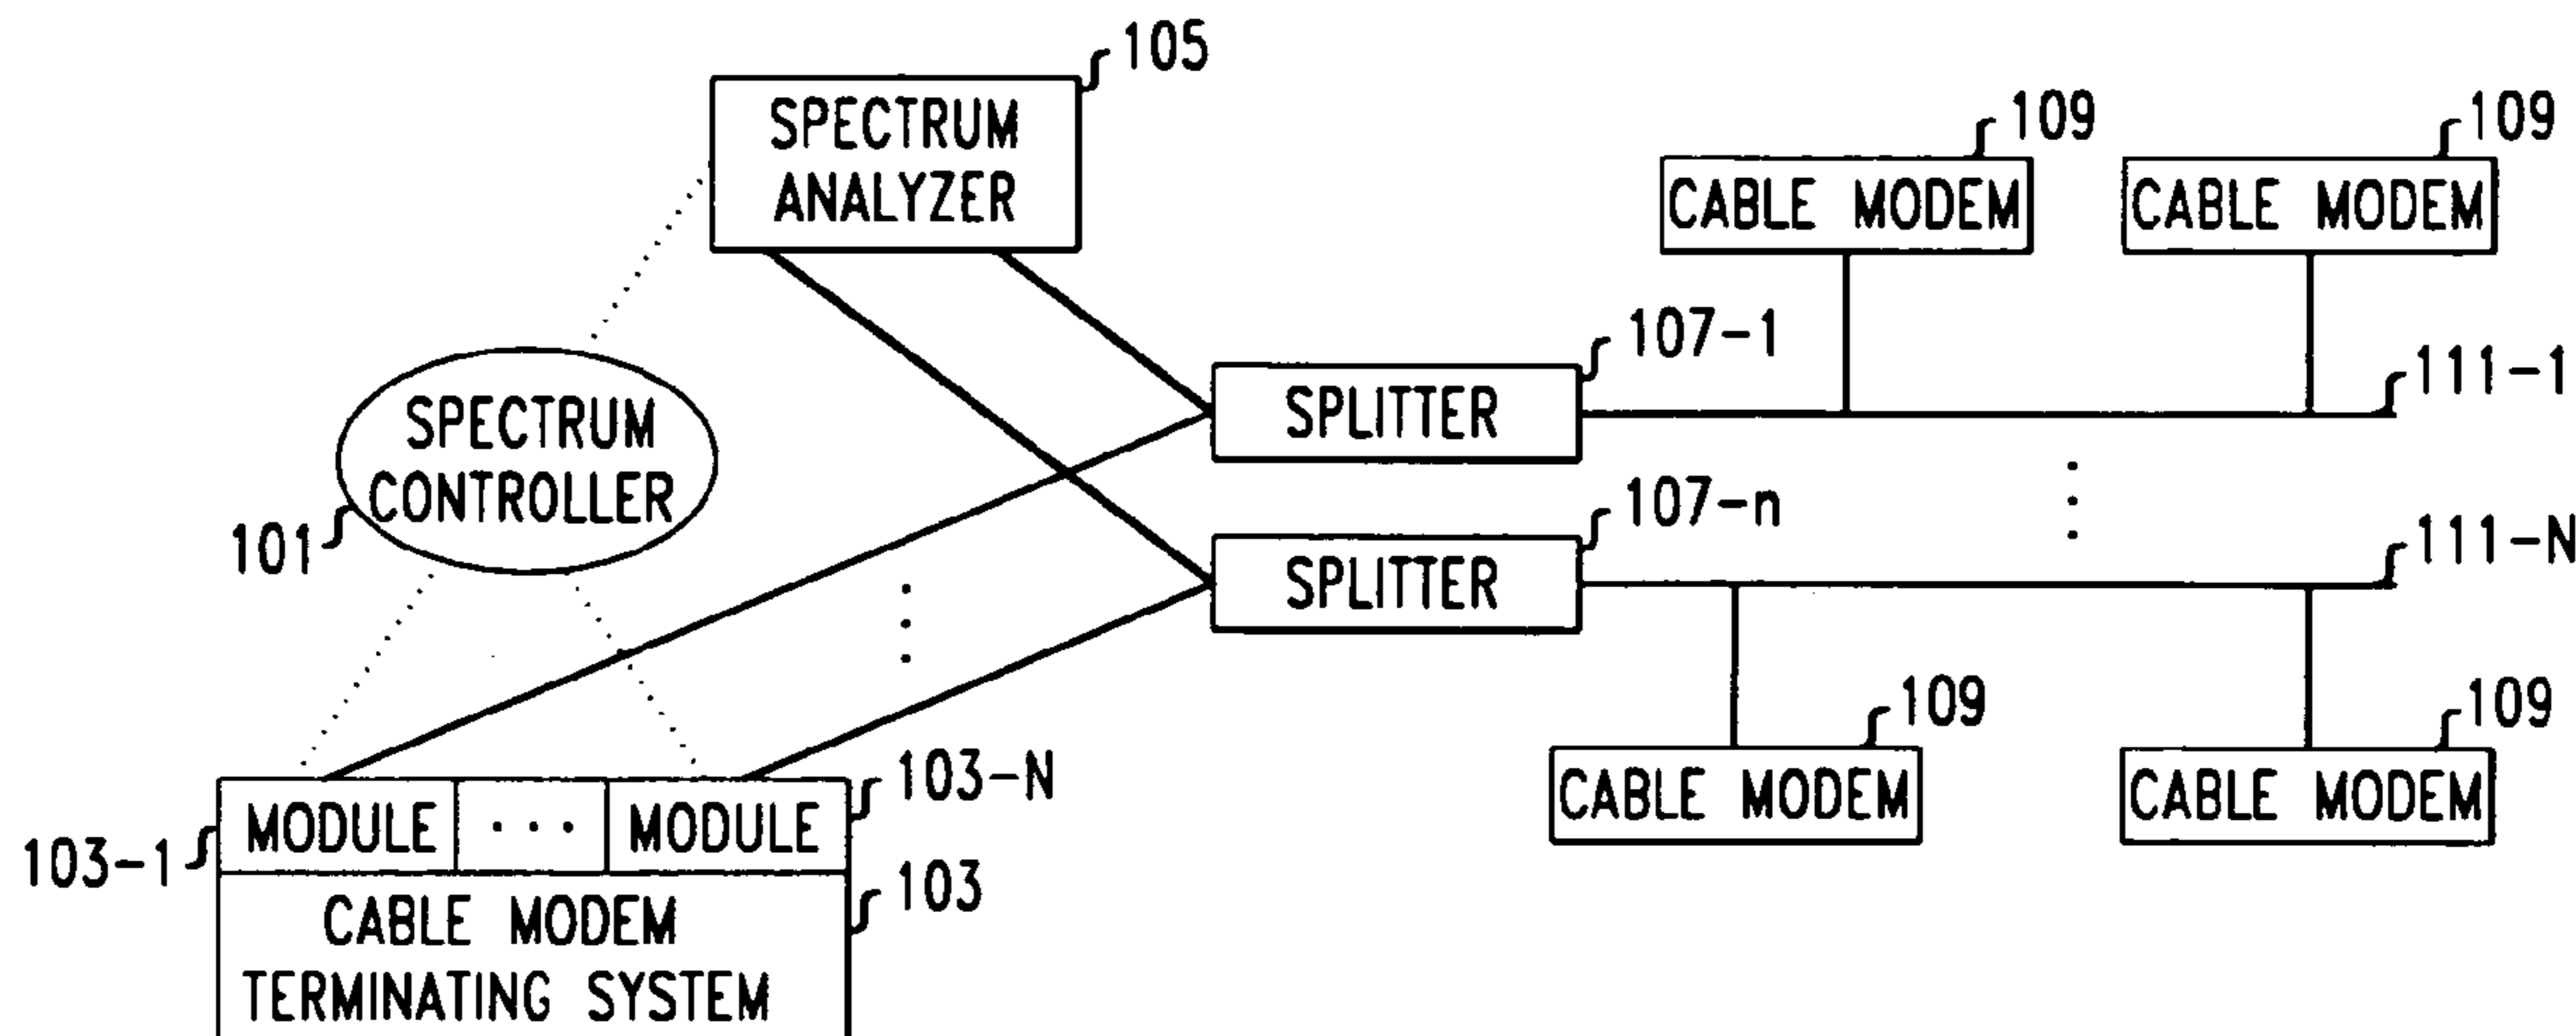 105
SPECTRUM
ANALYZER
109
109
CABLE MODEM
CABLE MODEM
107-1
111-1
SPLITTER
SPECTRUM
CONTROLLER
101
107-n
111-N
SPLITTER
109
109
CABLE MODEM
CABLE MODEM
103-N
MODULE
...
MODULE
103-1
103
CABLE MODEM
TERMINATING SYSTEM